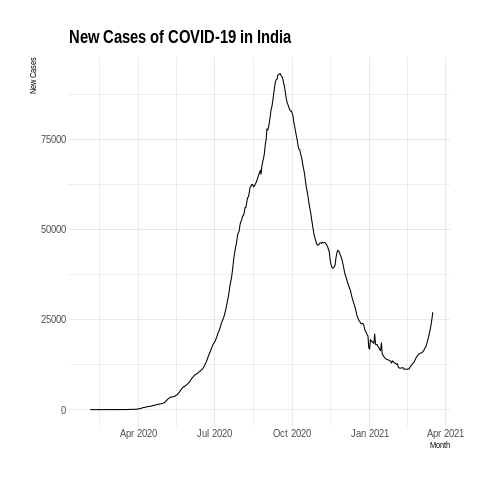 New Cases of COVID-19 in India
New Cases
75000
50000
25000
0
Apr 2020 Jul 2020 Oct 2020 Jan 2021 Apr 2021
Month